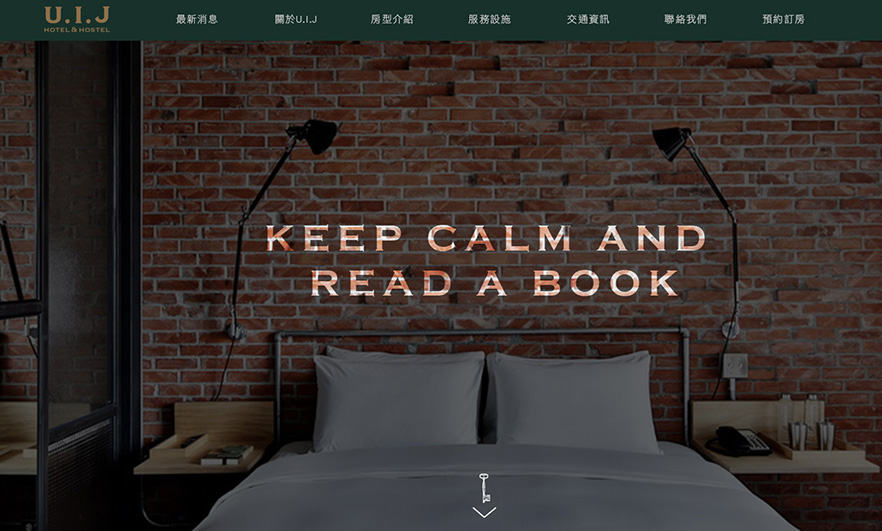 U.I.J
HOTEL & HOSTEL
最新消息
關於U.I.J
房型介紹
服務設施
交通資訊
聯絡我們
預約訂房
KEEP CALM AND
READ A BOOK